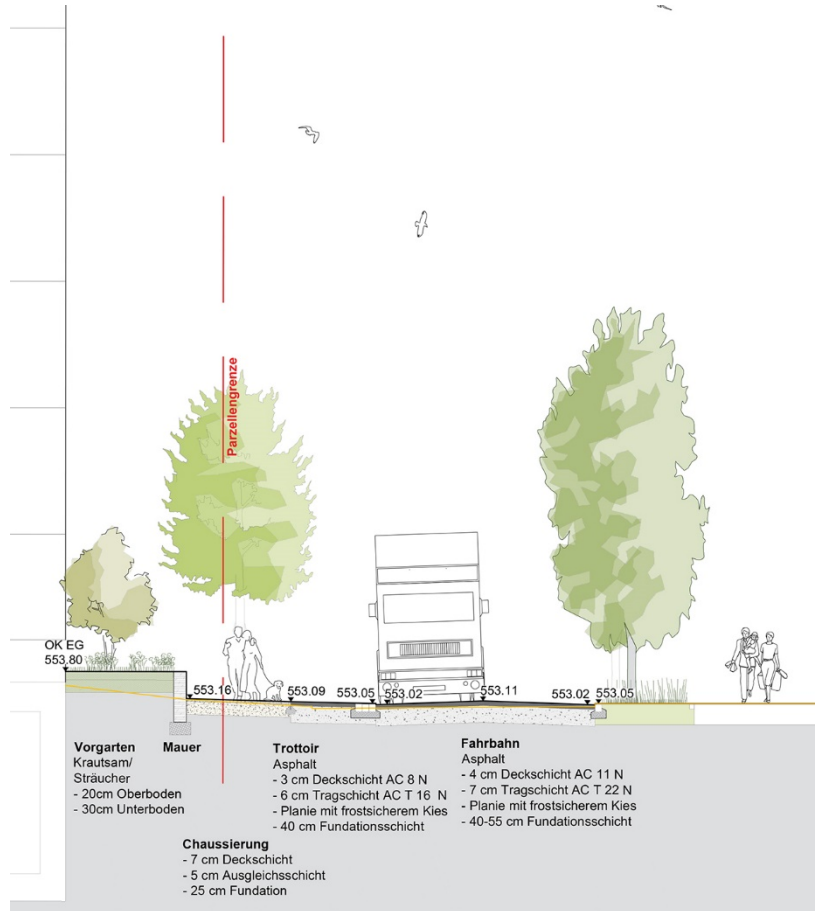 Parzellengrenze
OK EG
553.80
553.16
553.09
553.05
553.02
553.11
553.02
553.05
Vorgarten
Krautsam/
Sträucher
- 20cm Oberboden
- 30cm Unterboden
Mauer
Chaussierung
- 7 cm Deckschicht
- 5 cm Ausgleichsschicht
- 25 cm Fundation
Trottoir
Asphalt
- 3 cm Deckschicht AC 8 N
- 6 cm Tragschicht AC T 16 N
- Planie mit frostsicherem Kies
- 40 cm Fundationsschicht
Fahrbahn
Asphalt
- 4 cm Deckschicht AC 11 N
- 7 cm Tragschicht AC T 22 N
- Planie mit frostsicherem Kies
- 40-55 cm Fundationsschicht